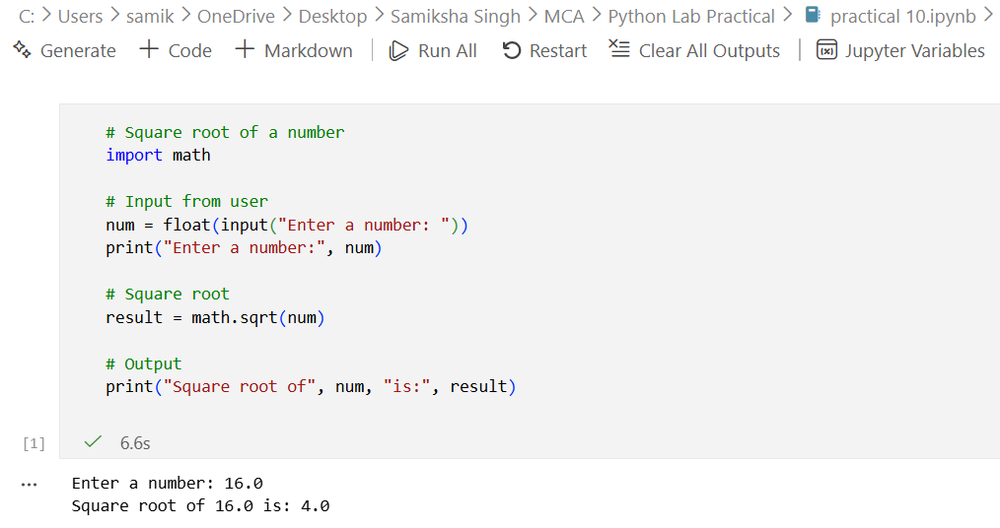 C: > Users > samik > OneDrive > Desktop > Samiksha Singh > MCA > Python Lab Practical > practical 10.ipynb >
Generate + Code + Markdown | Run All Restart Clear All Outputs | Jupyter Variables
# Square root of a number
import math
# Input from user
num = float(input("Enter a number: "))
print("Enter a number:", num)
# Square root
result = math.sqrt(num)
# Output
print("Square root of", num, "is:", result)
[1] ✓ 6.6s
... Enter a number: 16.0
Square root of 16.0 is: 4.0